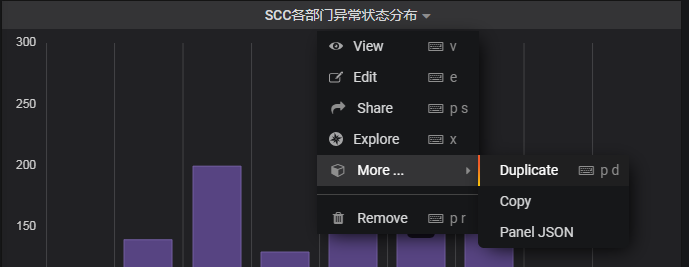 SCC各部门异常状态分布
300
View v
Edit e
250
Share p s
Explore x
200
More ...
Duplicate p d
Copy
Remove p r
150
Panel JSON